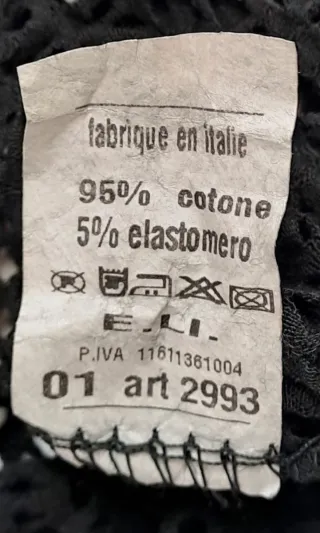 fabrique en italie
95% cotone
5% elastomero
E.LI.
P.IVA 11611361004
01 art 2993